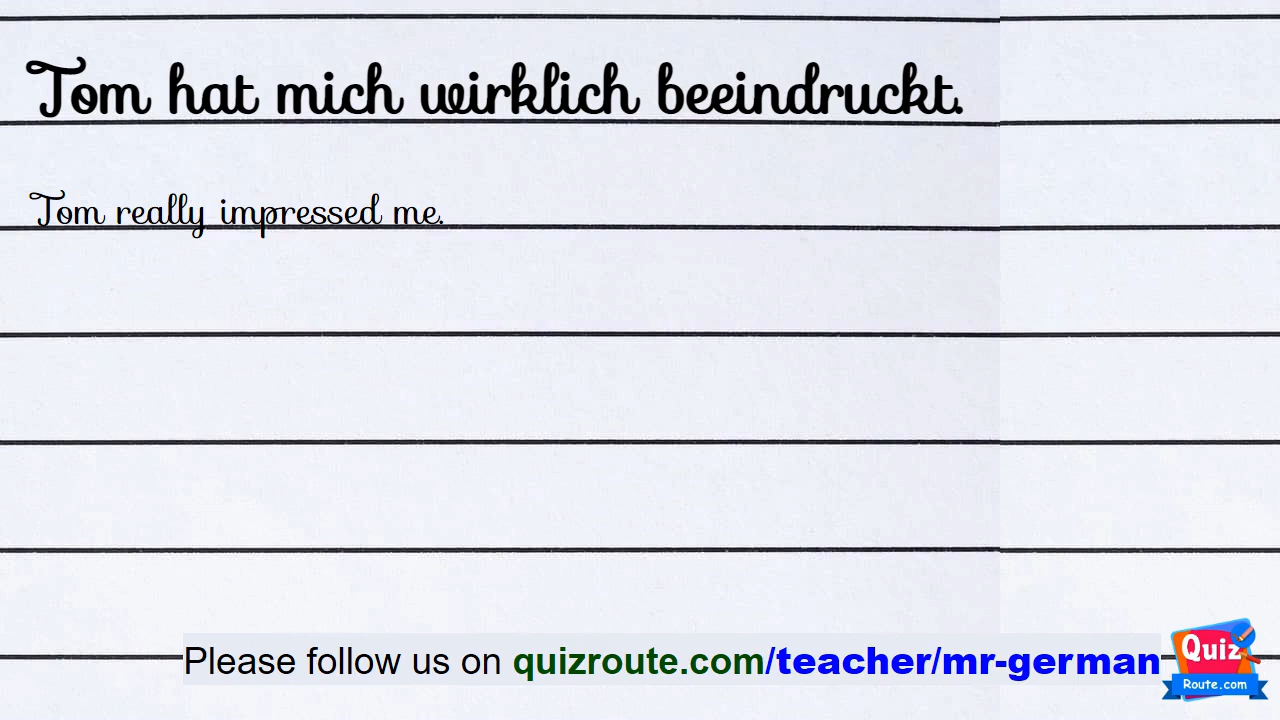 Tom hat mich wirklich beeindruckt.
Tom really impressed me.
Please follow us on quizroute.com/teacher/mr-german
Quiz
Route.com